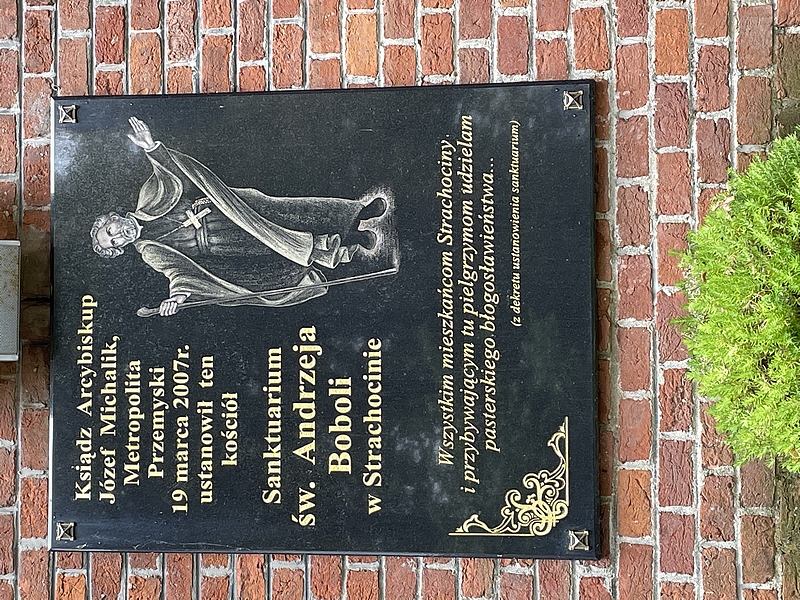 Ksiądz Arcybiskup
Józef Michalik,
Metropolita
Przemyski
19 marca 2007r.
ustanowił ten
kościół
Sanktuarium
św. Andrzeja
Boboli
w Strachocinie
Wszystkim mieszkańcom Strachociny
i przybywającym tu pielgrzymom udzielam
pasterskiego błogosławieństwa...
(z dekretu ustanowienia sanktuarium)